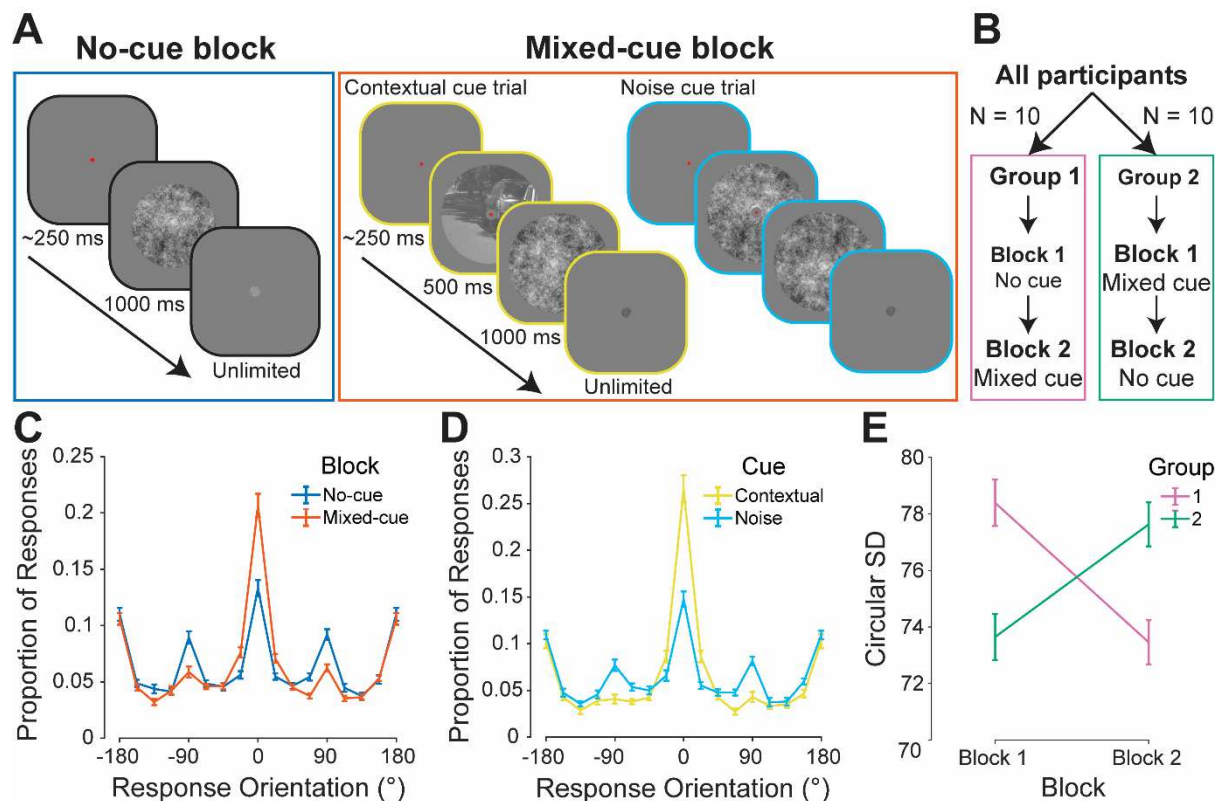 A
No-cue block
~250 ms
1000 ms
Unlimited
Mixed-cue block
Contextual cue trial
Noise cue trial
~250 ms
500 ms
1000 ms
Unlimited
B
All participants
N = 10
N = 10
Group 1
Block 1
No cue
Block 2
Mixed cue
Group 2
Block 1
Mixed cue
Block 2
No cue
C
Proportion of Responses
0.25
0.2
0.15
0.1
0.05
0
-180
-90
0
90
180
Response Orientation (°)
Block
No-cue
Mixed-cue
D
Proportion of Responses
0.3
0.25
0.2
0.15
0.1
0.05
0
-180
-90
0
90
180
Response Orientation (°)
Cue
Contextual
Noise
E
Circular SD
80
78
76
74
72
70
Block 1
Block 2
Block
Group
1
2